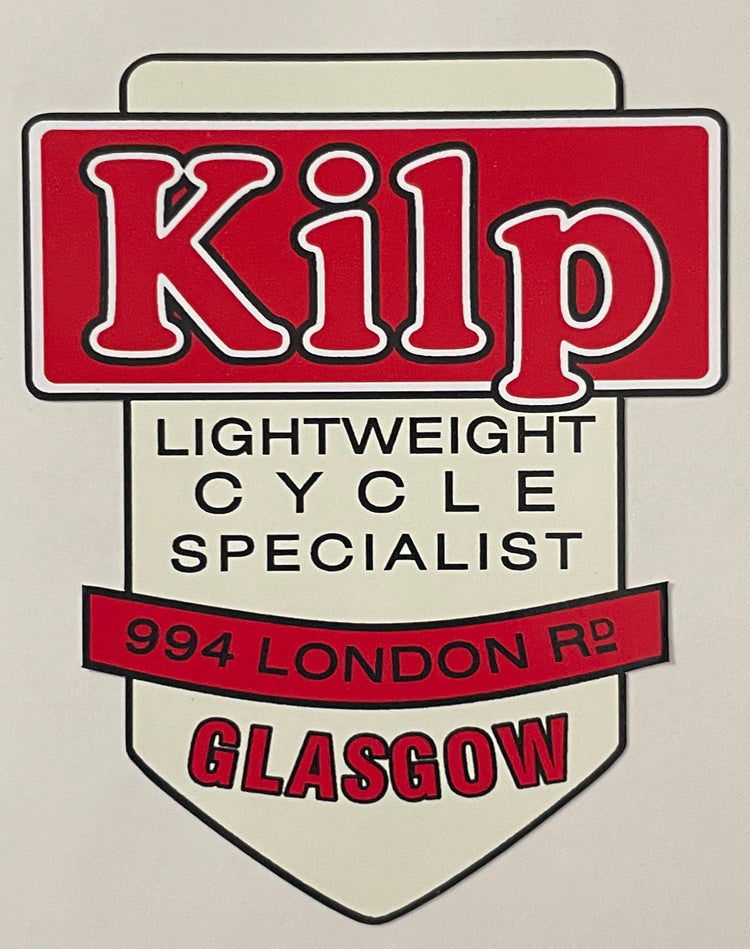 Kilp
LIGHTWEIGHT
CYCLE
SPECIALIST
994 LONDON RD
GLASGOW